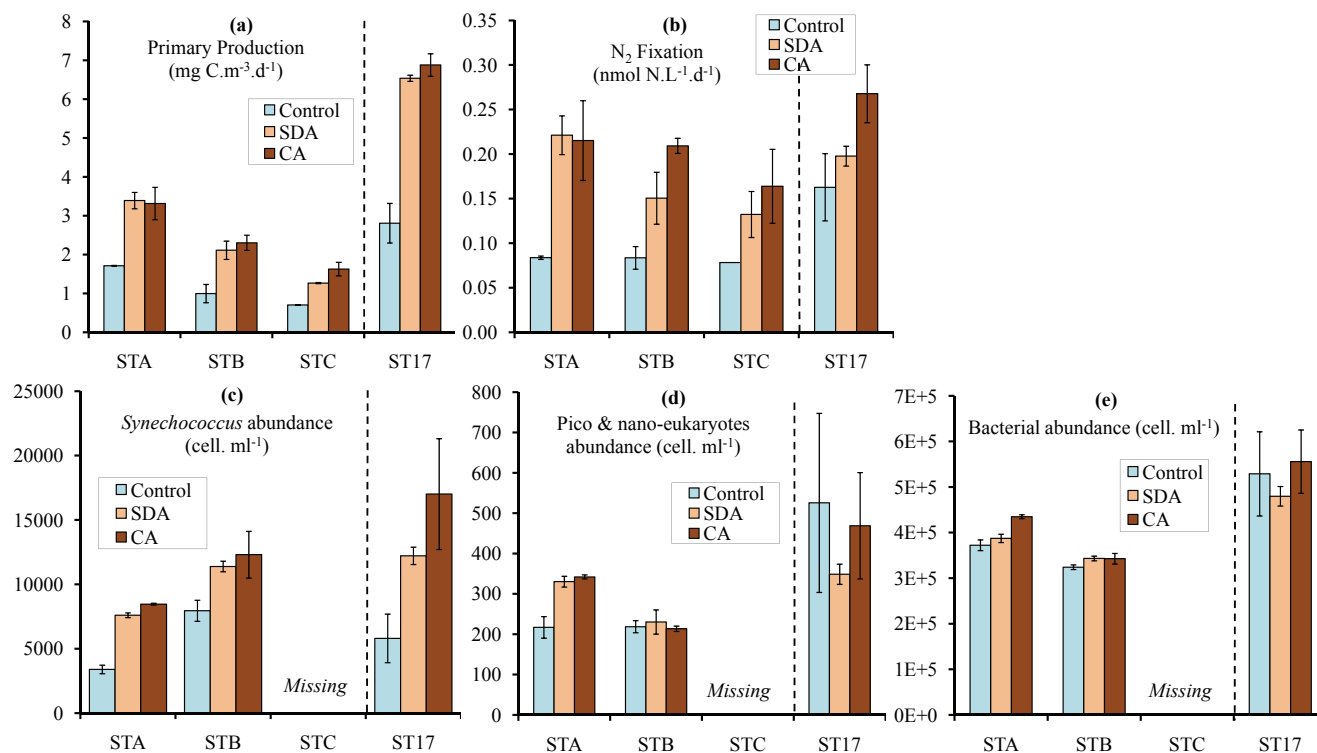 (a)
Primary Production
(mg C.m⁻³.d⁻¹)
Control
SDA
CA
8
7
6
5
4
3
2
1
0
STA STB STC ST17
(b)
N₂ Fixation
(nmol N.L⁻¹.d⁻¹)
Control
SDA
CA
0.35
0.30
0.25
0.20
0.15
0.10
0.05
0.00
STA STB STC ST17
(c)
Synechococcus abundance
(cell. ml⁻¹)
Control
SDA
CA
25000
20000
15000
10000
5000
0
Missing
STA STB STC ST17
(d)
Pico & nano-eukaryotes
abundance (cell. ml⁻¹)
Control
SDA
CA
800
700
600
500
400
300
200
100
0
Missing
STA STB STC ST17
(e)
Bacterial abundance (cell. ml⁻¹)
Control
SDA
CA
7E+5
6E+5
5E+5
4E+5
3E+5
2E+5
1E+5
0E+0
Missing
STA STB STC ST17